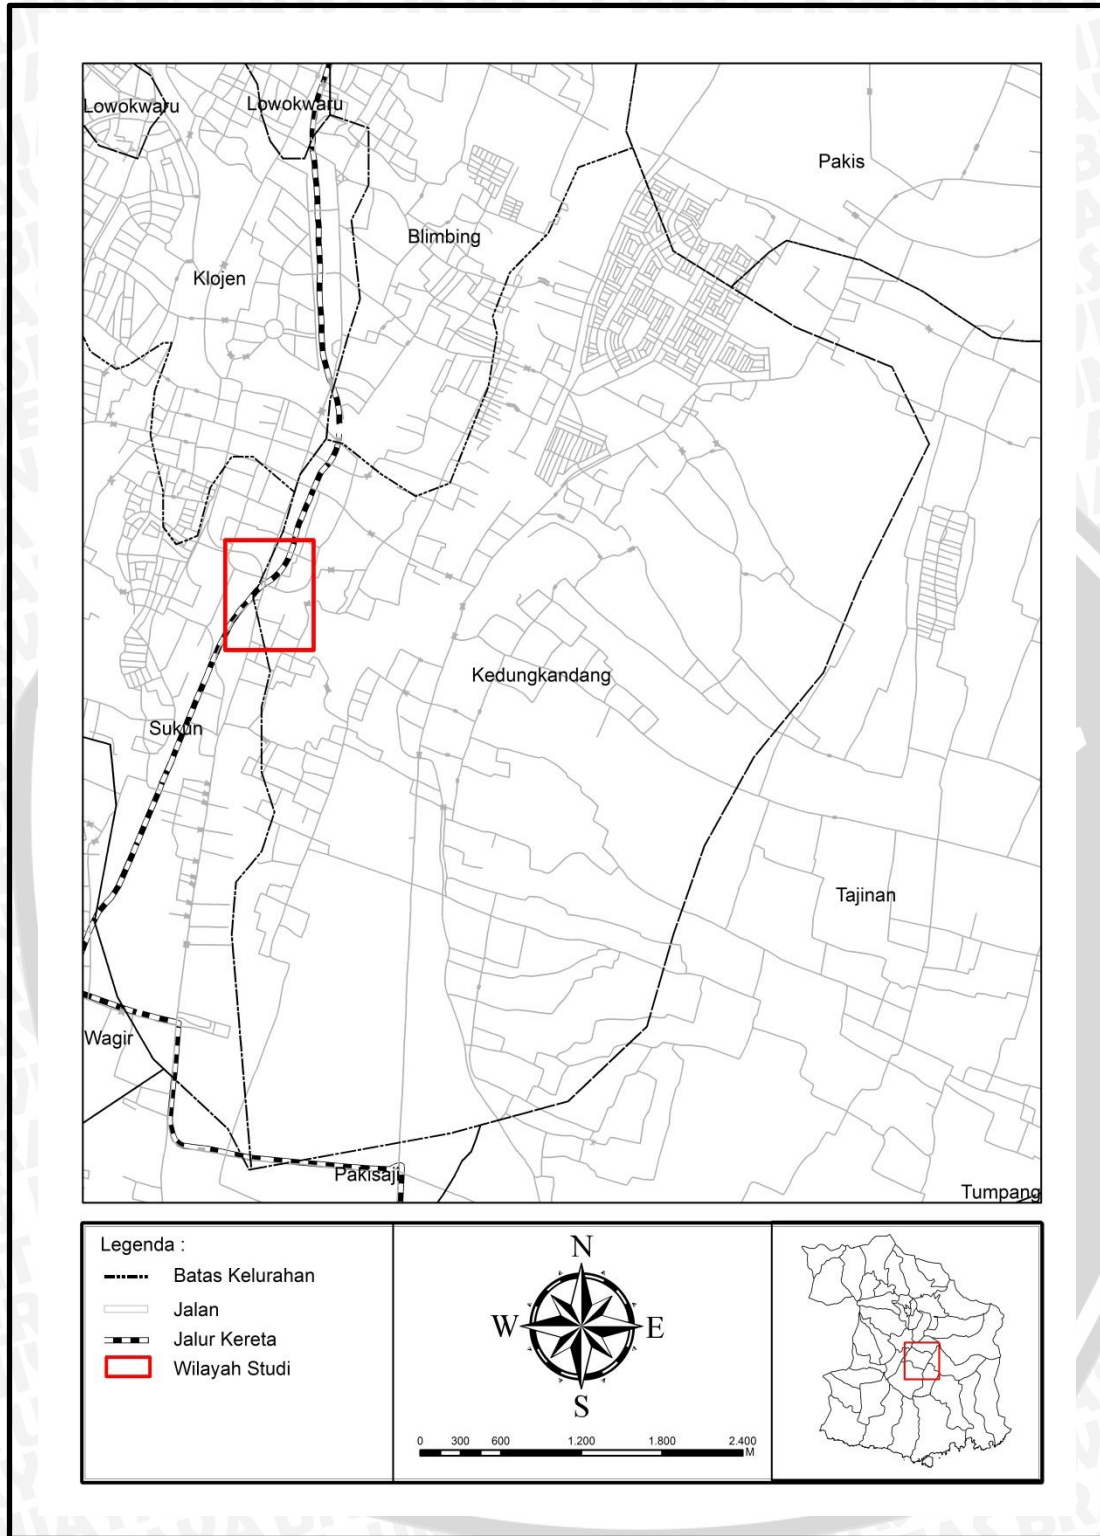 Lowokwaru
Lowokwaru
Pakis
Blimbing
Klojen
Kedungkandang
Sukun
Tajinan
Wagir
Pakisaji
Tumpang
Legenda :
Batas Kelurahan
Jalan
Jalur Kereta
Wilayah Studi
N
W
E
S
0 300 600 1.200 1.800 2.400
M